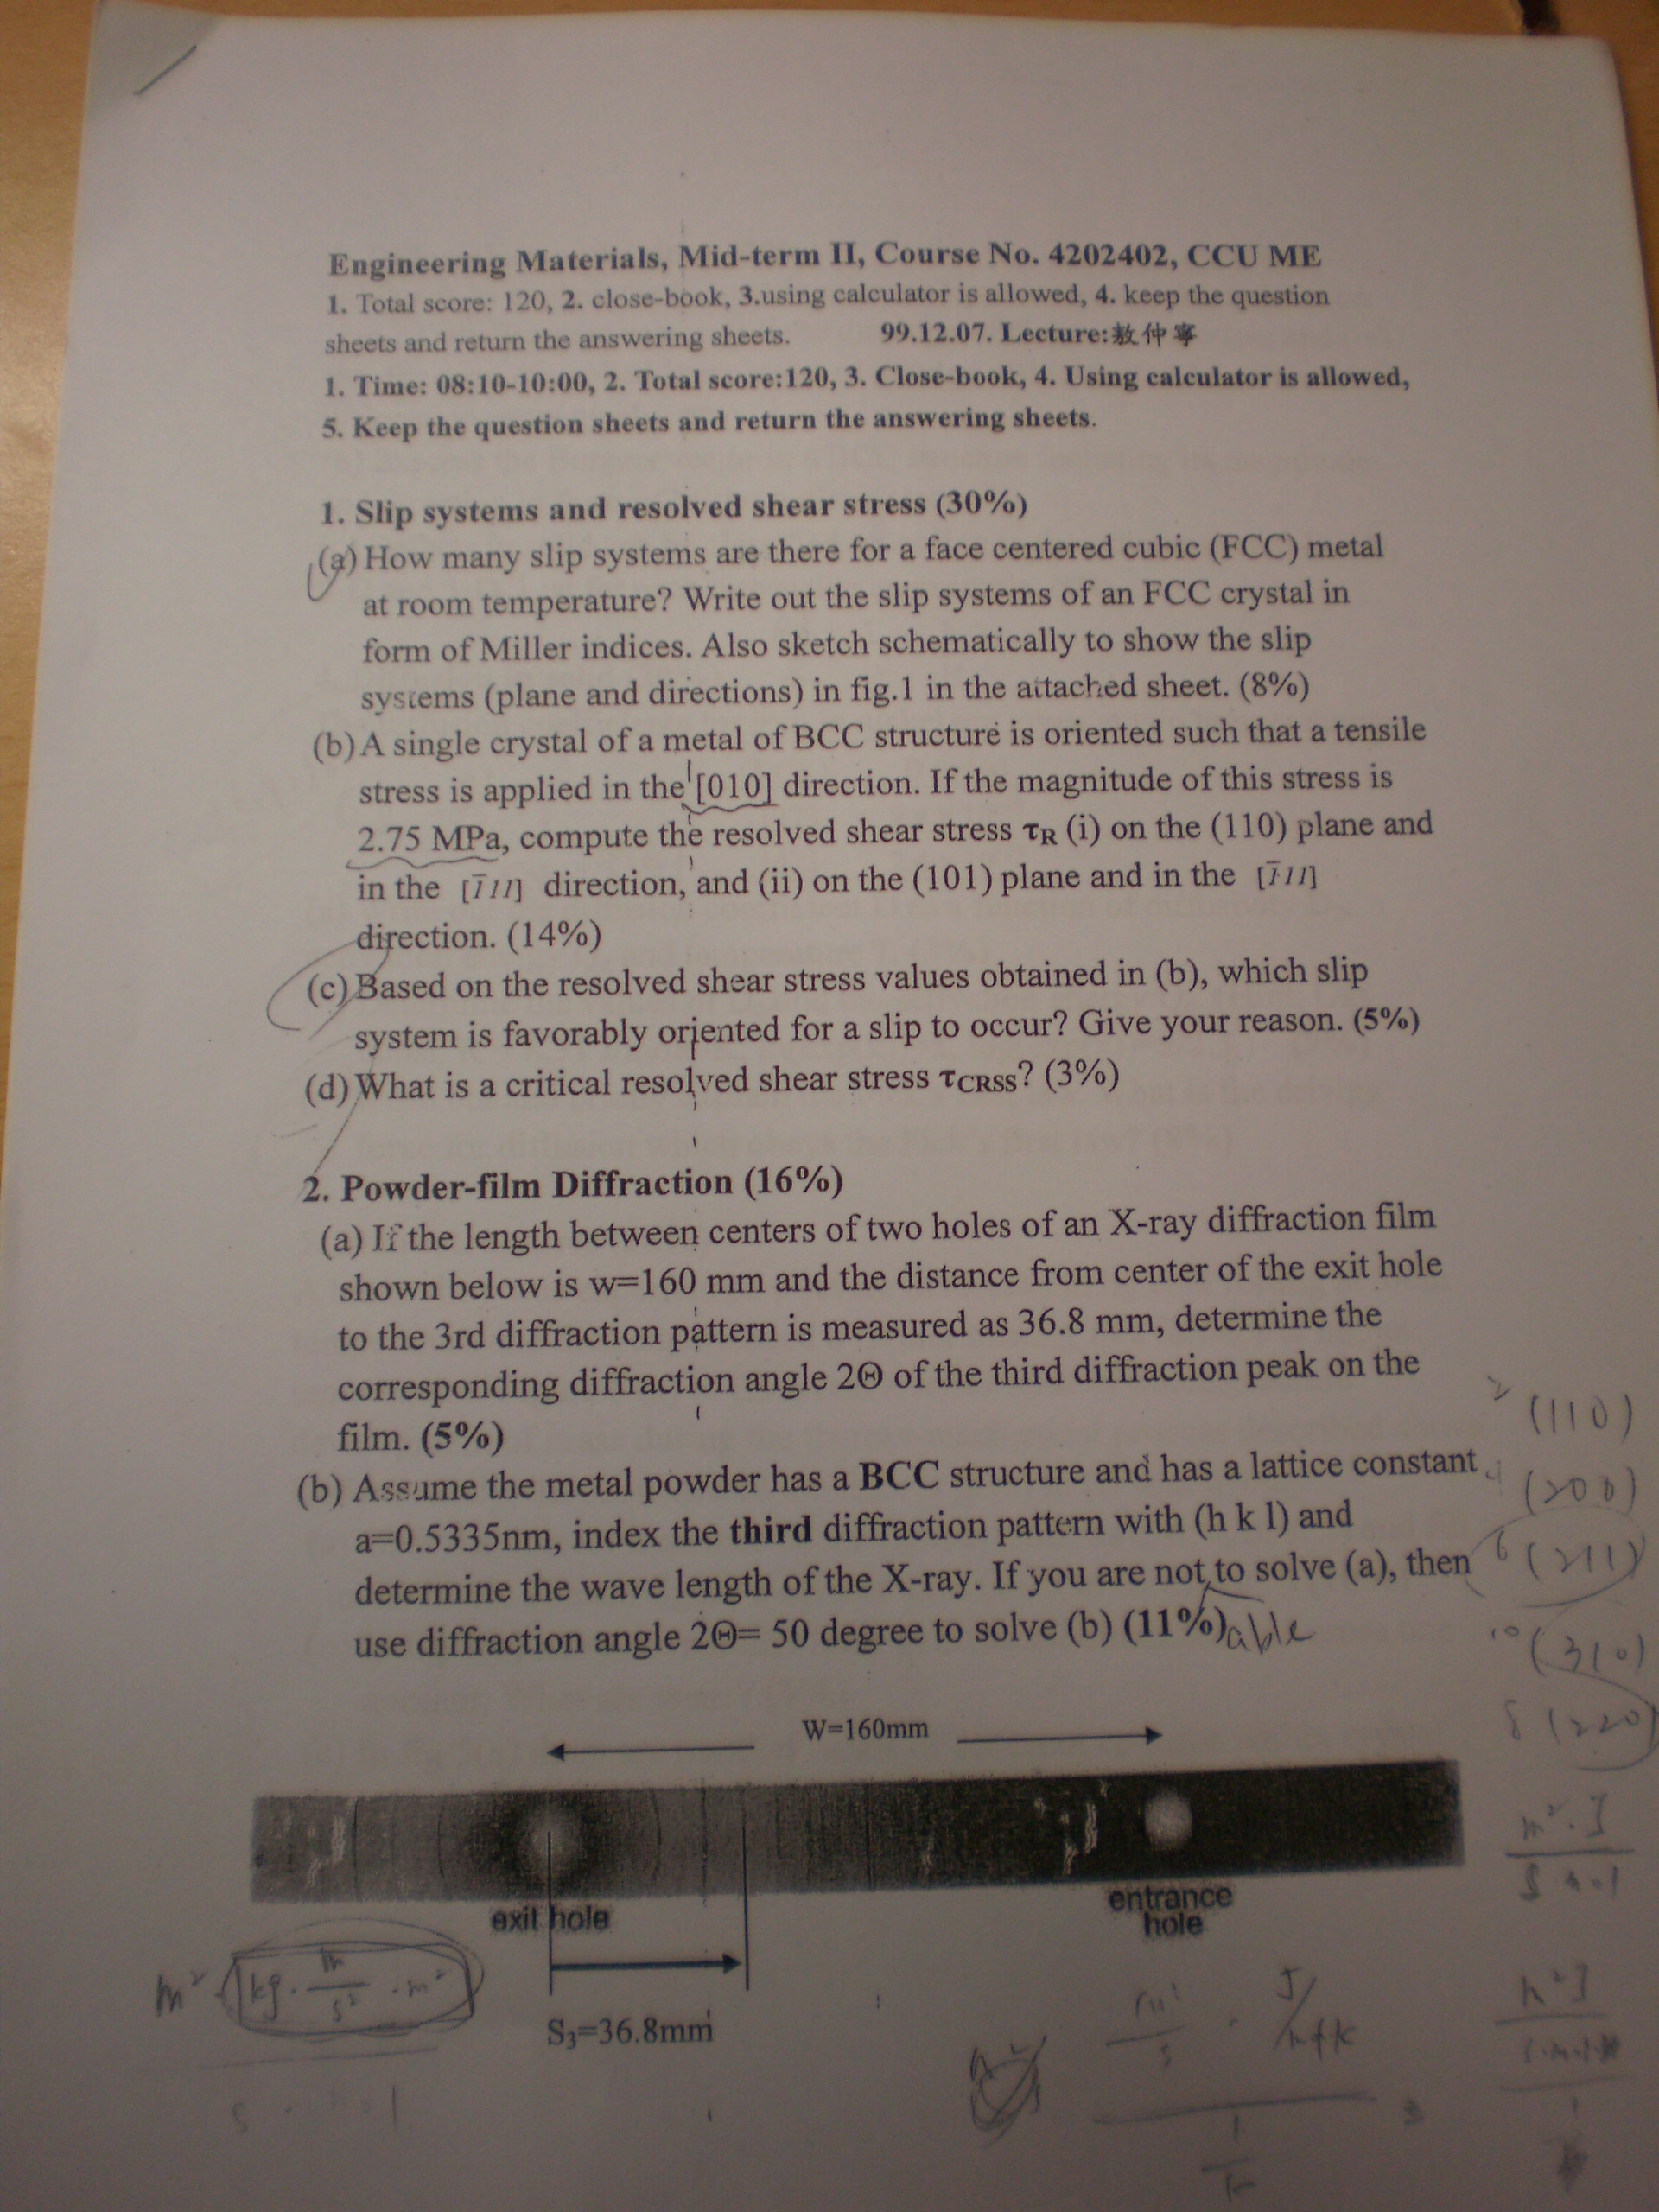 Engineering Materials, Mid-term II, Course No. 4202402, CCU ME
1. Total score: 120, 2. close-book, 3.using calculator is allowed, 4. keep the question
sheets and return the answering sheets. 99.12.07. Lecture:敖仲寧
1. Time: 08:10-10:00, 2. Total score:120, 3. Close-book, 4. Using calculator is allowed,
5. Keep the question sheets and return the answering sheets.
1. Slip systems and resolved shear stress (30%)
(a) How many slip systems are there for a face centered cubic (FCC) metal
at room temperature? Write out the slip systems of an FCC crystal in
form of Miller indices. Also sketch schematically to show the slip
systems (plane and directions) in fig.1 in the attached sheet. (8%)
(b) A single crystal of a metal of BCC structure is oriented such that a tensile
stress is applied in the [010] direction. If the magnitude of this stress is
2.75 MPa, compute the resolved shear stress τR (i) on the (110) plane and
in the [1̄11] direction, and (ii) on the (101) plane and in the [1̄11]
direction. (14%)
(c) Based on the resolved shear stress values obtained in (b), which slip
system is favorably oriented for a slip to occur? Give your reason. (5%)
(d) What is a critical resolved shear stress τCRSS? (3%)
2. Powder-film Diffraction (16%)
(a) If the length between centers of two holes of an X-ray diffraction film
shown below is w=160 mm and the distance from center of the exit hole
to the 3rd diffraction pattern is measured as 36.8 mm, determine the
corresponding diffraction angle 2Θ of the third diffraction peak on the
film. (5%)
2 (110)
(b) Assume the metal powder has a BCC structure and has a lattice constant
4 (200)
a=0.5335nm, index the third diffraction pattern with (h k l) and
determine the wave length of the X-ray. If you are not to solve (a), then
6 (211)
use diffraction angle 2Θ= 50 degree to solve (b) (11%) able
10 (310)
8 (220)
W=160mm
exit hole
entrance
hole
S3=36.8mm
m² kg · m/s² · m²